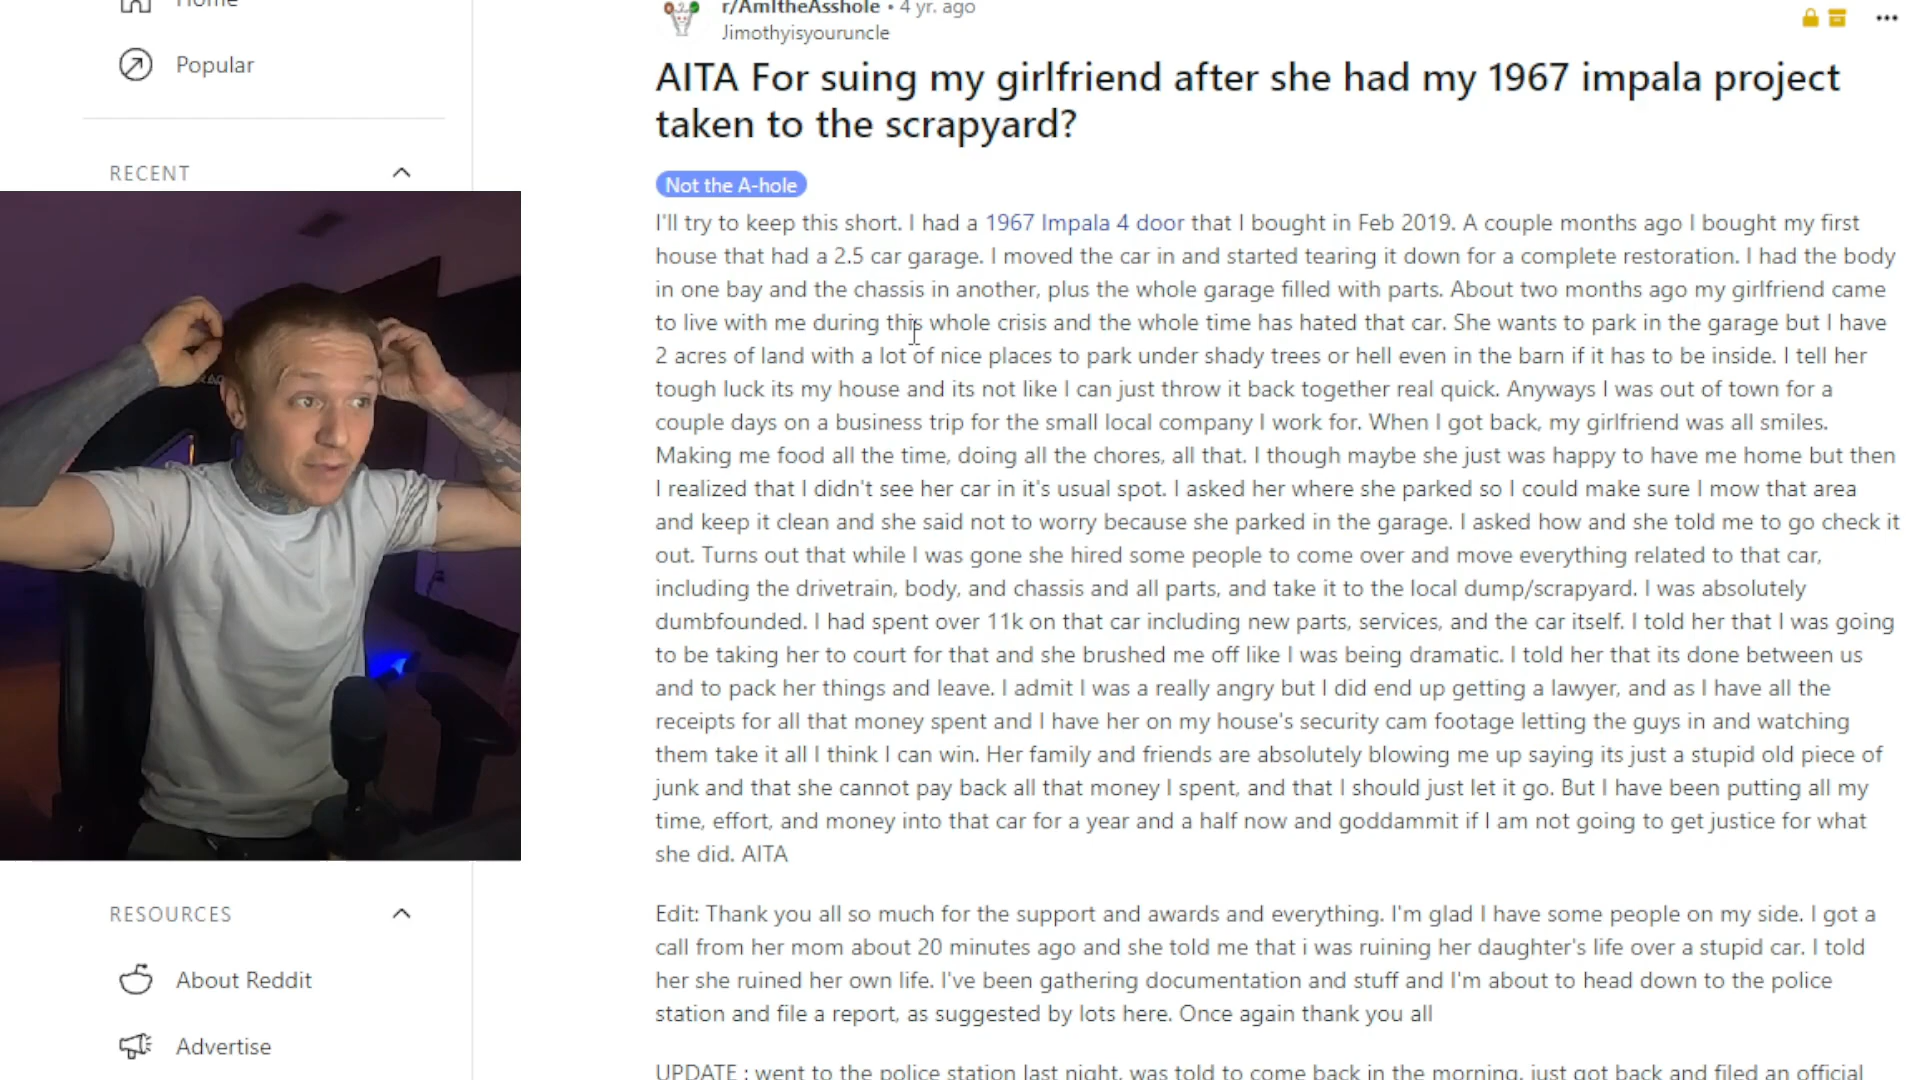 Home
r/AmItheAsshole • 4 yr. ago
Jimothyisyouruncle
Popular
AITA For suing my girlfriend after she had my 1967 impala project
taken to the scrapyard?
RECENT
Not the A-hole
I'll try to keep this short. I had a 1967 Impala 4 door that I bought in Feb 2019. A couple months ago I bought my first
house that had a 2.5 car garage. I moved the car in and started tearing it down for a complete restoration. I had the body
in one bay and the chassis in another, plus the whole garage filled with parts. About two months ago my girlfriend came
to live with me during this whole crisis and the whole time has hated that car. She wants to park in the garage but I have
2 acres of land with a lot of nice places to park under shady trees or hell even in the barn if it has to be inside. I tell her
tough luck its my house and its not like I can just throw it back together real quick. Anyways I was out of town for a
couple days on a business trip for the small local company I work for. When I got back, my girlfriend was all smiles.
Making me food all the time, doing all the chores, all that. I though maybe she just was happy to have me home but then
I realized that I didn't see her car in it's usual spot. I asked her where she parked so I could make sure I mow that area
and keep it clean and she said not to worry because she parked in the garage. I asked how and she told me to go check it
out. Turns out that while I was gone she hired some people to come over and move everything related to that car,
including the drivetrain, body, and chassis and all parts, and take it to the local dump/scrapyard. I was absolutely
dumbfounded. I had spent over 11k on that car including new parts, services, and the car itself. I told her that I was going
to be taking her to court for that and she brushed me off like I was being dramatic. I told her that its done between us
and to pack her things and leave. I admit I was a really angry but I did end up getting a lawyer, and as I have all the
receipts for all that money spent and I have her on my house's security cam footage letting the guys in and watching
them take it all I think I can win. Her family and friends are absolutely blowing me up saying its just a stupid old piece of
junk and that she cannot pay back all that money I spent, and that I should just let it go. But I have been putting all my
time, effort, and money into that car for a year and a half now and goddammit if I am not going to get justice for what
she did. AITA
RESOURCES
Edit: Thank you all so much for the support and awards and everything. I'm glad I have some people on my side. I got a
call from her mom about 20 minutes ago and she told me that i was ruining her daughter's life over a stupid car. I told
her she ruined her own life. I've been gathering documentation and stuff and I'm about to head down to the police
station and file a report, as suggested by lots here. Once again thank you all
About Reddit
Advertise
UPDATE : went to the police station last night, was told to come back in the morning, just got back and filed an official